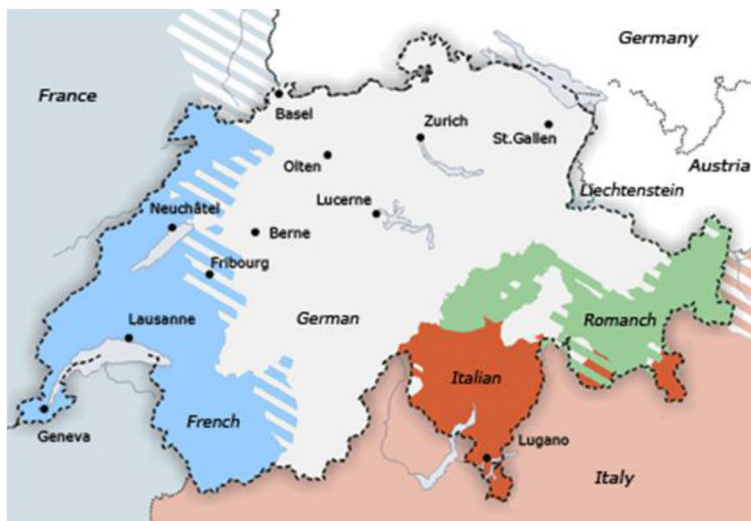 Germany
France
Basel
Zurich
St.Gallen
Olten
Austria
Liechtenstein
Lucerne
Neuchâtel
Berne
Fribourg
Lausanne
German
Romanch
Italian
Geneva
French
Lugano
Italy